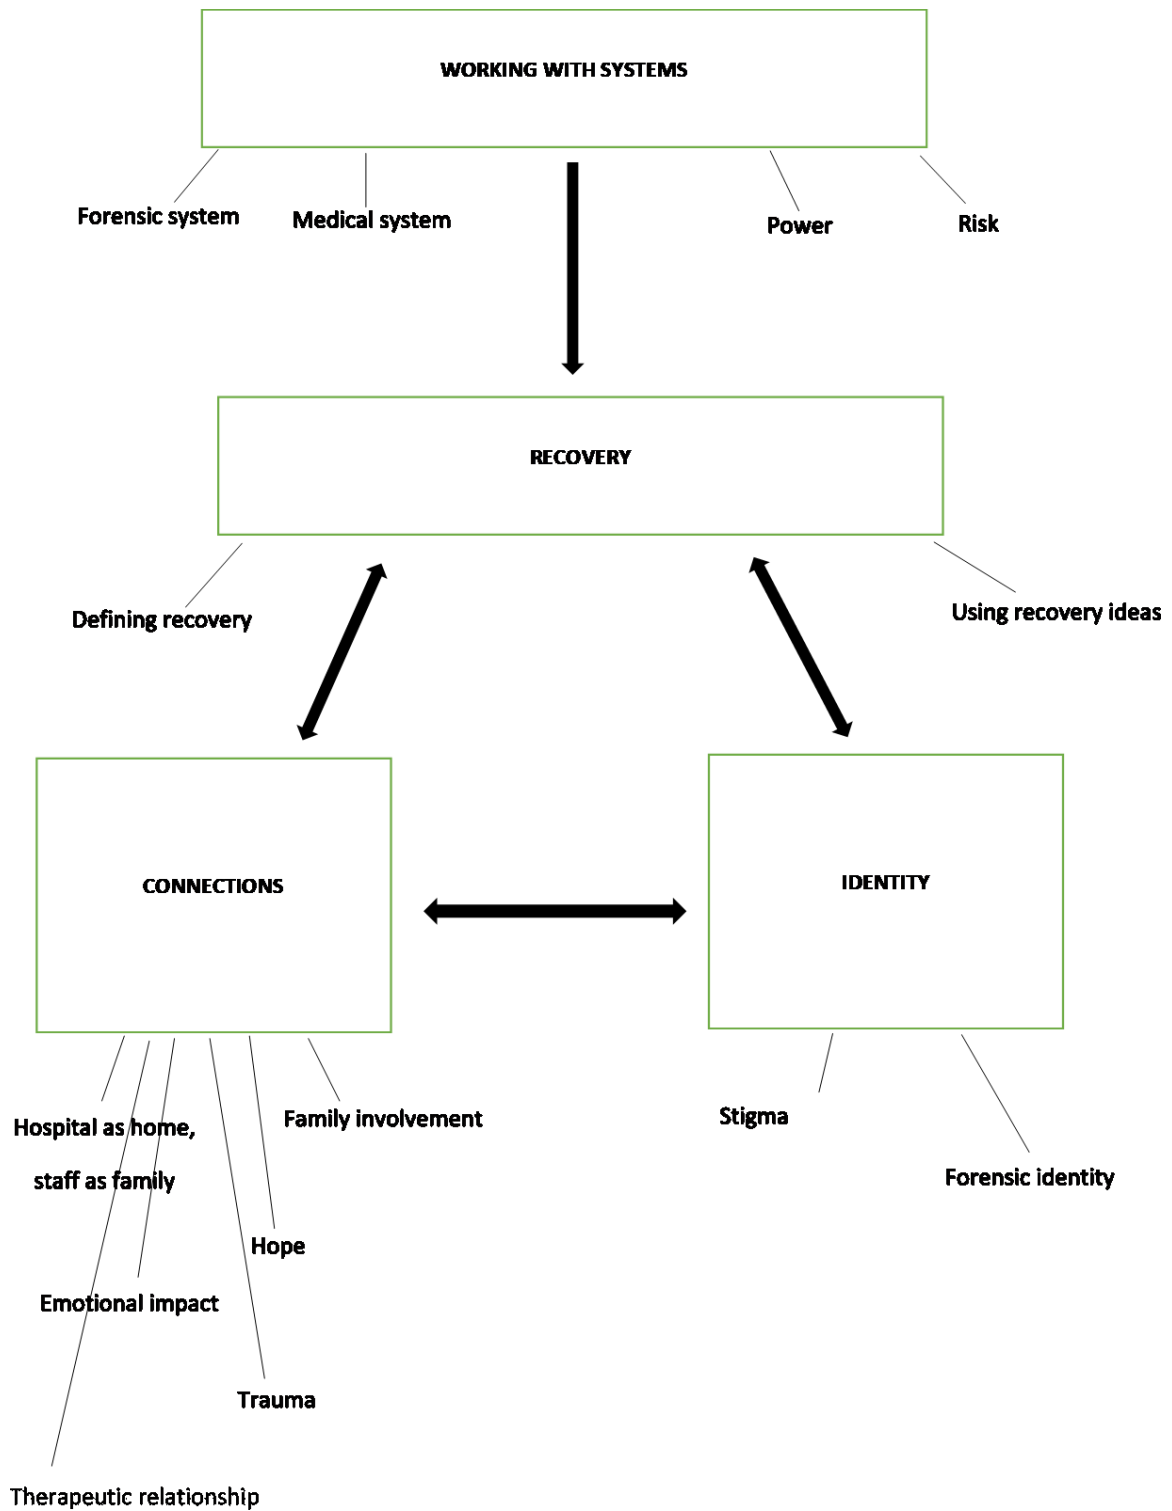 WORKING WITH SYSTEMS
Forensic system
Medical system
Power
Risk
RECOVERY
Defining recovery
Using recovery ideas
CONNECTIONS
IDENTITY
Hospital as home,
staff as family
Family involvement
Stigma
Forensic identity
Hope
Emotional impact
Trauma
Therapeutic relationship